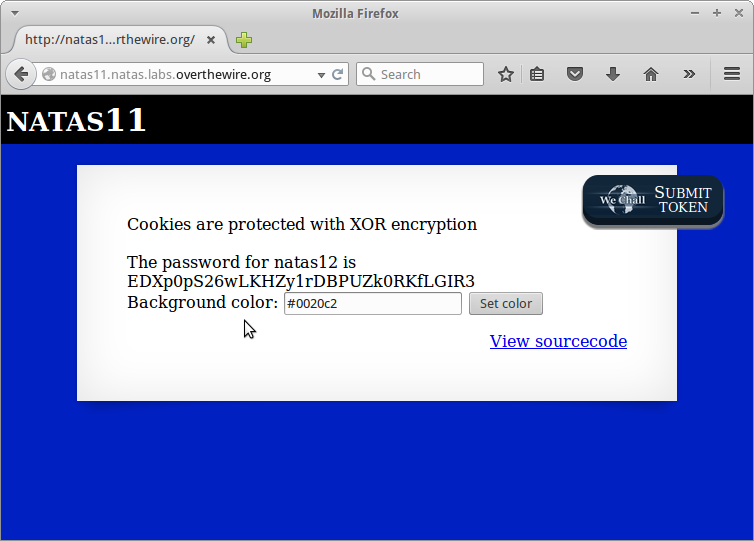 Mozilla Firefox
http://natas1...rthewire.org/
natas11.natas.labs.overthewire.org
Search
NATAS11
We Chall
SUBMIT
TOKEN
Cookies are protected with XOR encryption
The password for natas12 is
EDXp0pS26wLKHZy1rDBPUZk0RKfLGIR3
Background color: #0020c2 Set color
View sourcecode